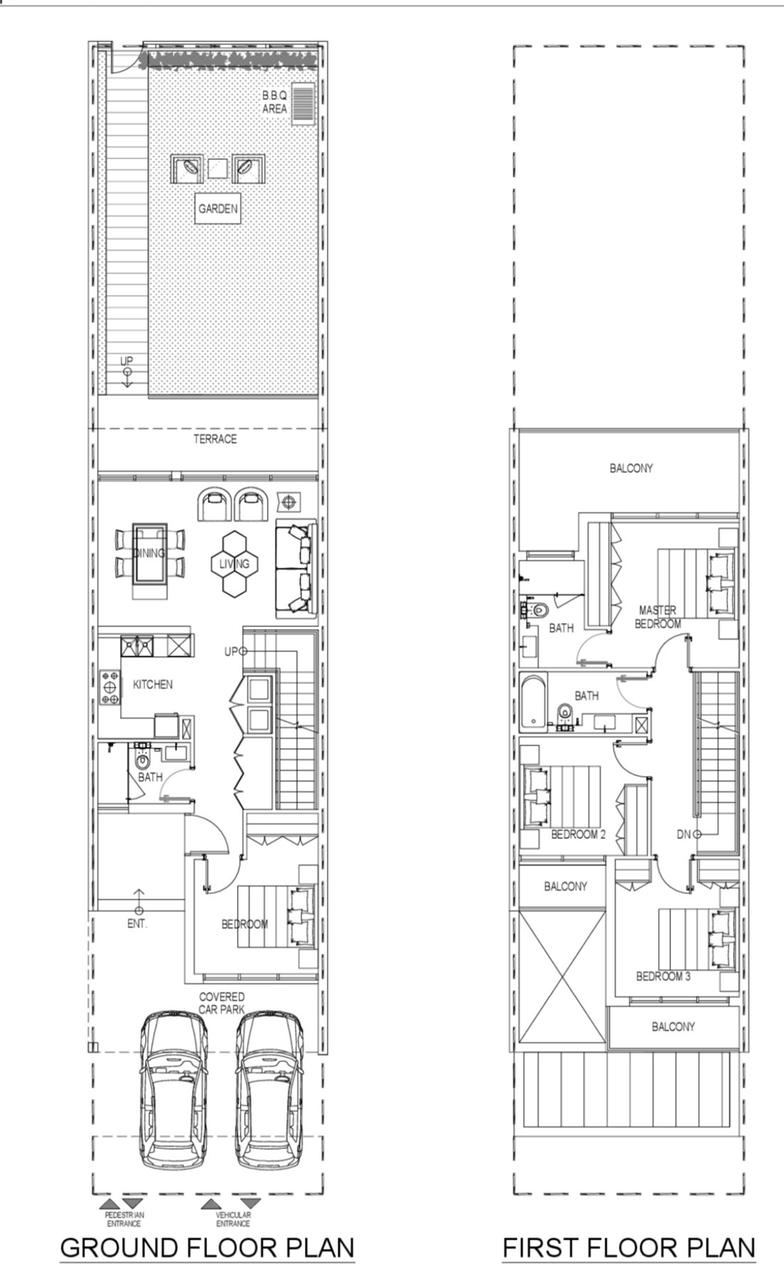 B.B.Q
AREA
GARDEN
UP
TERRACE
DINING
LIVING
UP
KITCHEN
BATH
ENT.
BEDROOM
COVERED
CAR PARK
PEDESTRIAN
ENTRANCE
VEHICULAR
ENTRANCE
GROUND FLOOR PLAN
BALCONY
MASTER
BEDROOM
BATH
BATH
BEDROOM 2
DN
BALCONY
BEDROOM 3
BALCONY
FIRST FLOOR PLAN